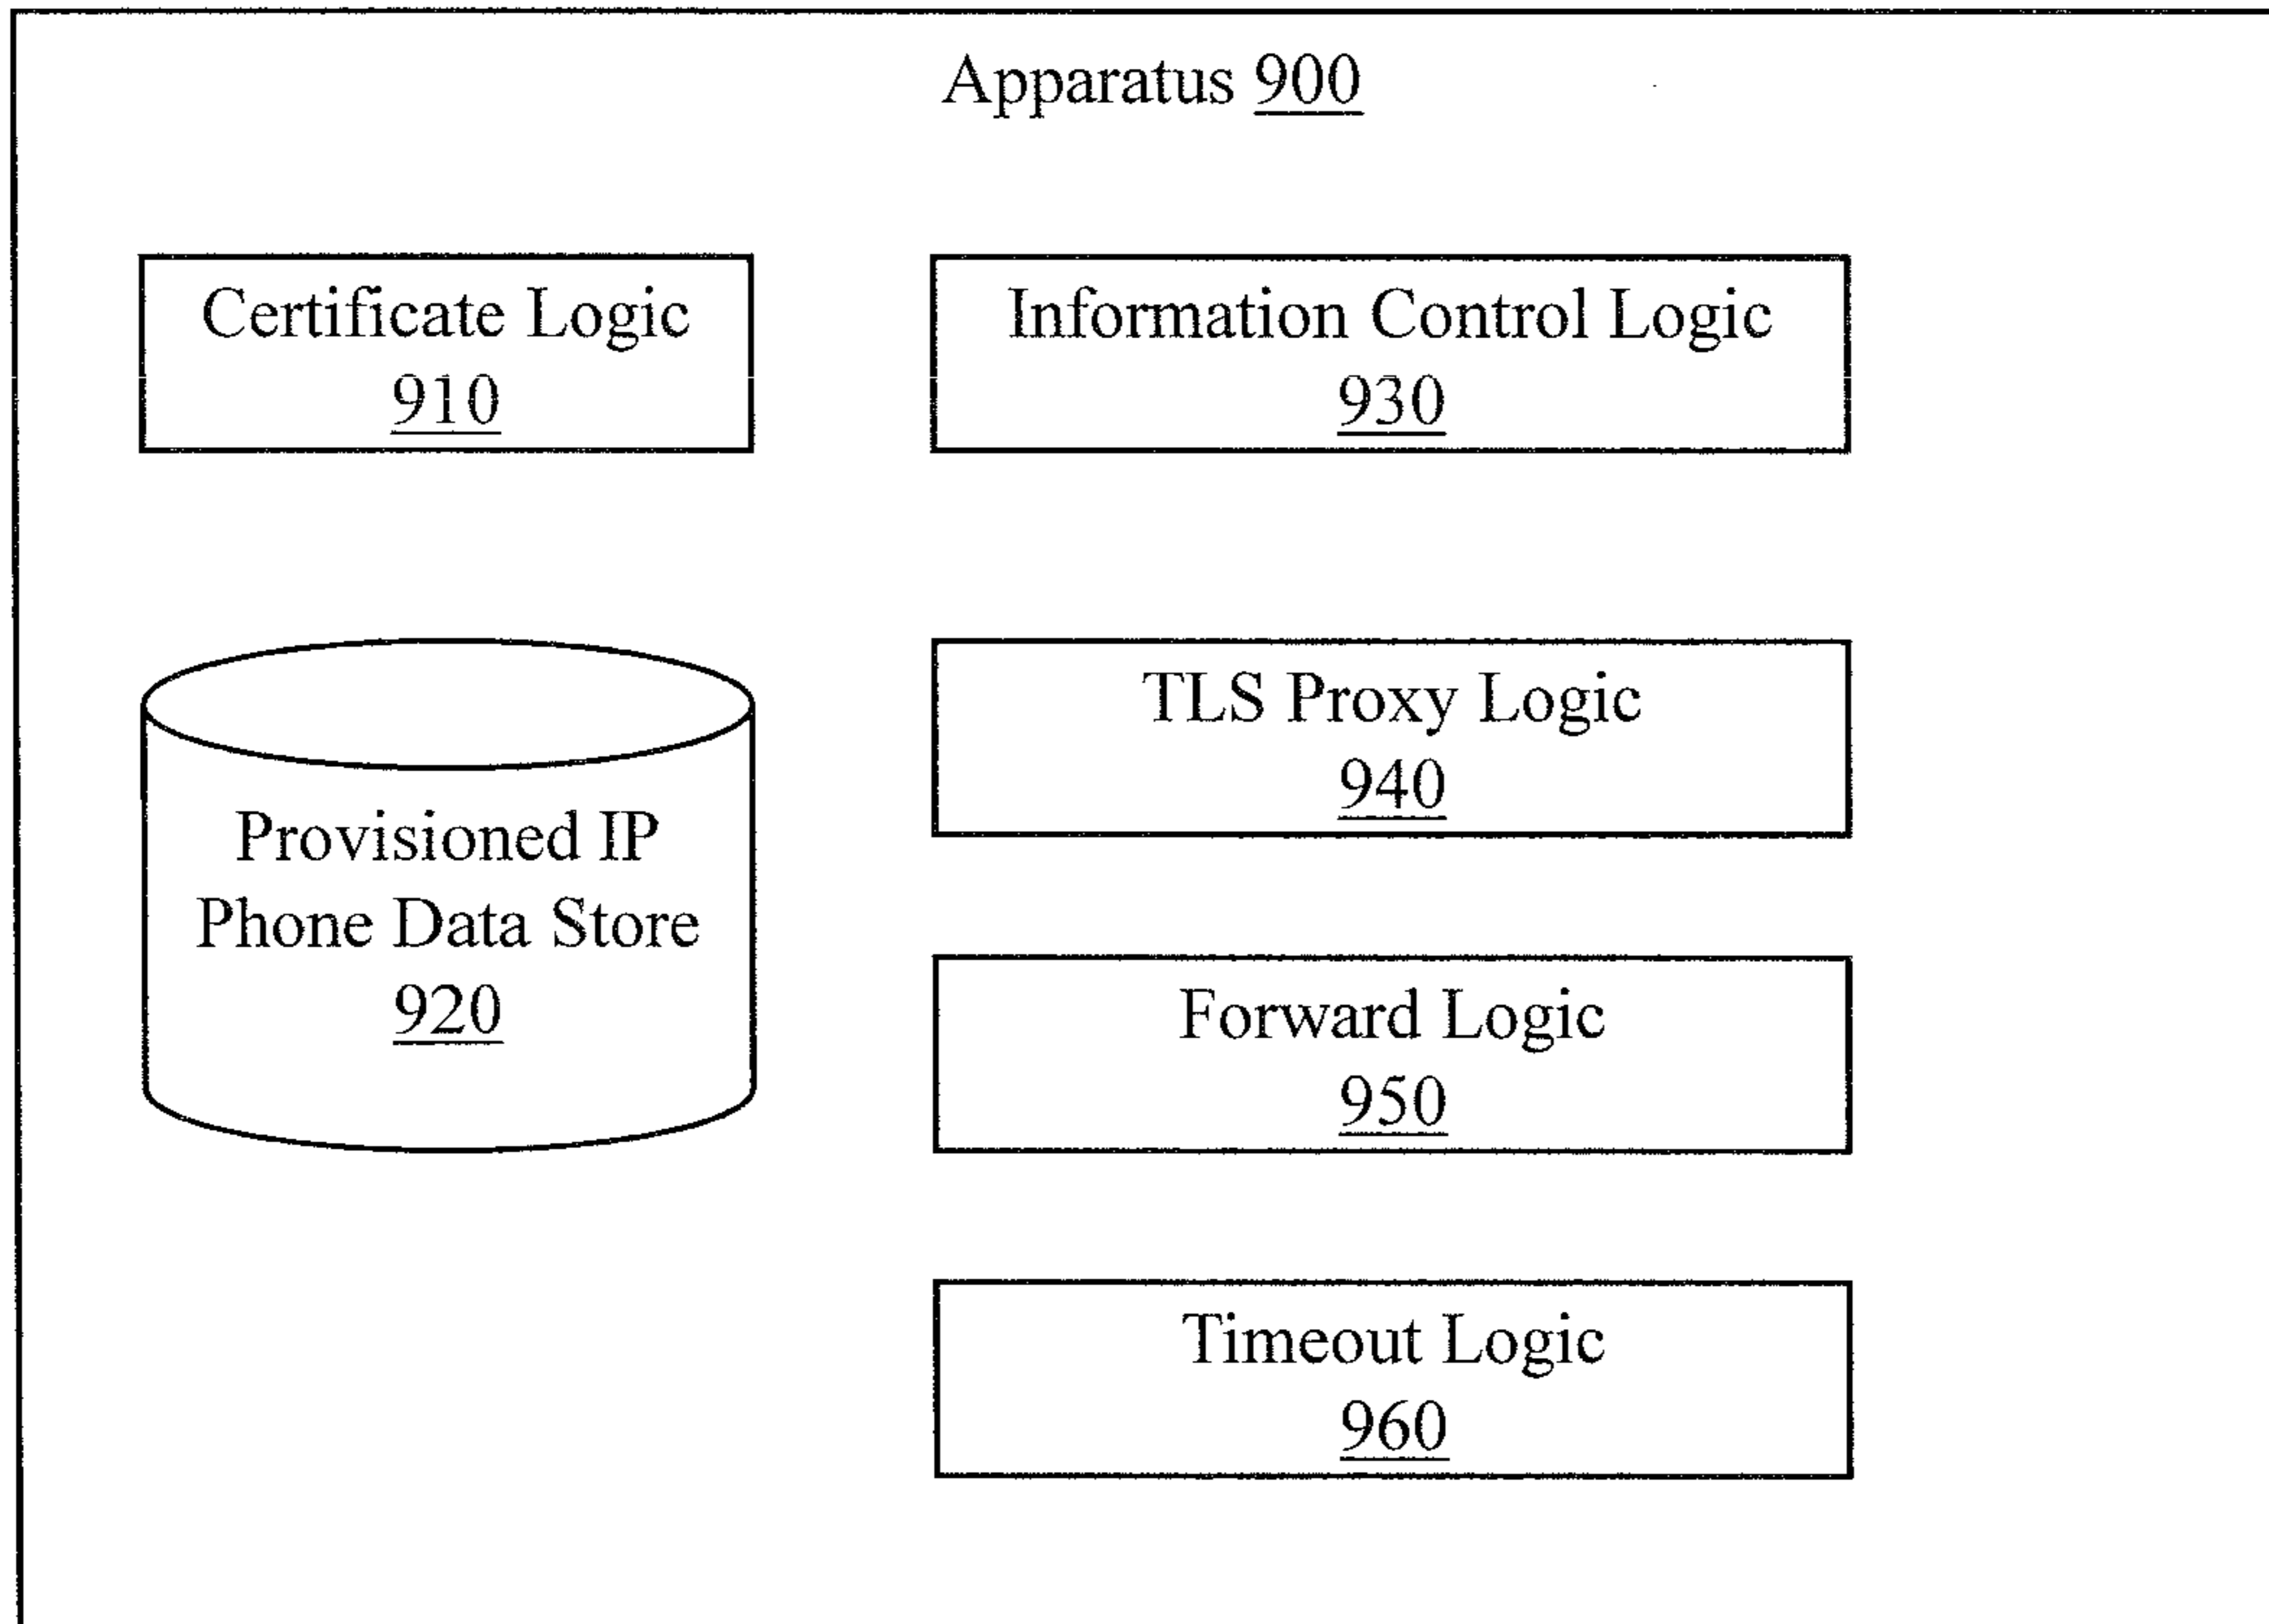 Apparatus 900
Certificate Logic
910
Information Control Logic
930
Provisioned IP
Phone Data Store
920
TLS Proxy Logic
940
Forward Logic
950
Timeout Logic
960